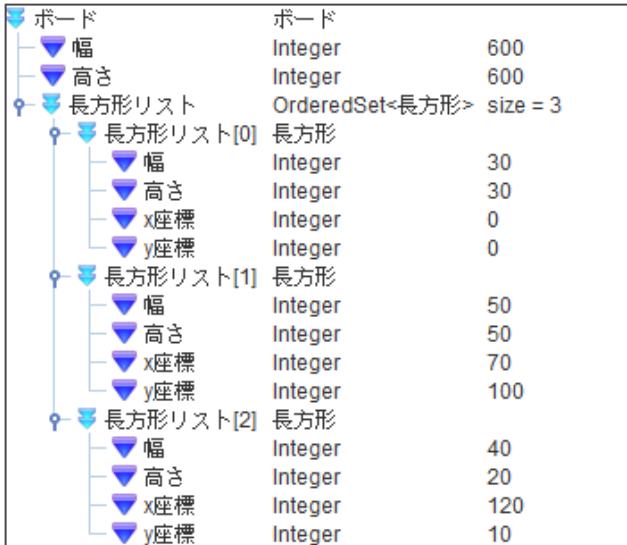 ボード ボード
幅 Integer 600
高さ Integer 600
長方形リスト OrderedSet<長方形> size = 3
長方形リスト[0] 長方形
幅 Integer 30
高さ Integer 30
x座標 Integer 0
y座標 Integer 0
長方形リスト[1] 長方形
幅 Integer 50
高さ Integer 50
x座標 Integer 70
y座標 Integer 100
長方形リスト[2] 長方形
幅 Integer 40
高さ Integer 20
x座標 Integer 120
y座標 Integer 10